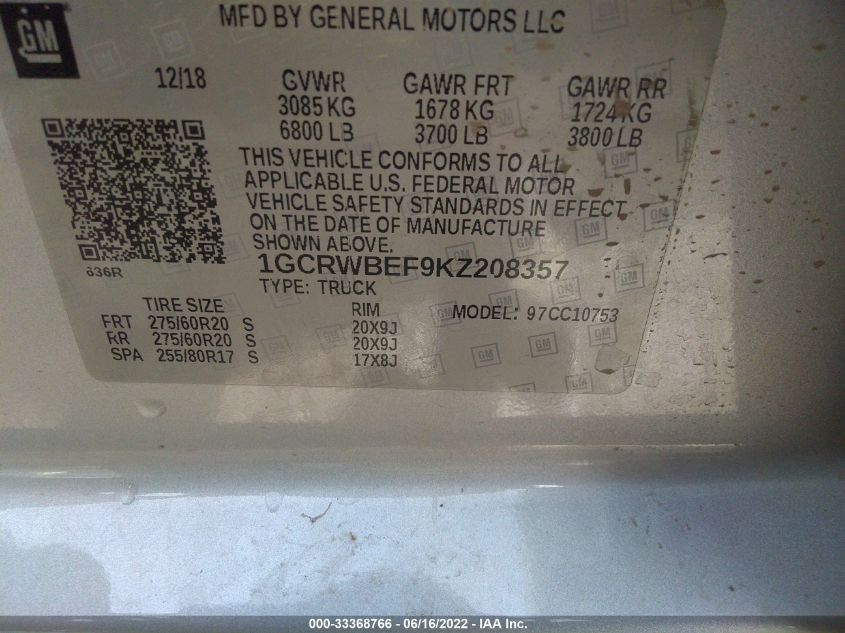 GM
MFD BY GENERAL MOTORS LLC
12/18 GVWR GAWR FRT GAWR RR
3085 KG 1678 KG 1724 KG
6800 LB 3700 LB 3800 LB
THIS VEHICLE CONFORMS TO ALL
APPLICABLE U.S. FEDERAL MOTOR
VEHICLE SAFETY STANDARDS IN EFFECT
ON THE DATE OF MANUFACTURE
SHOWN ABOVE.
636R
1GCRWBEF9KZ208357
TYPE: TRUCK
TIRE SIZE RIM MODEL: 97CC10753
FRT 275/60R20 S 20X9J
RR 275/60R20 S 20X9J
SPA 255/80R17 S 17X8J
000-33368766 - 06/16/2022 - IAA Inc.